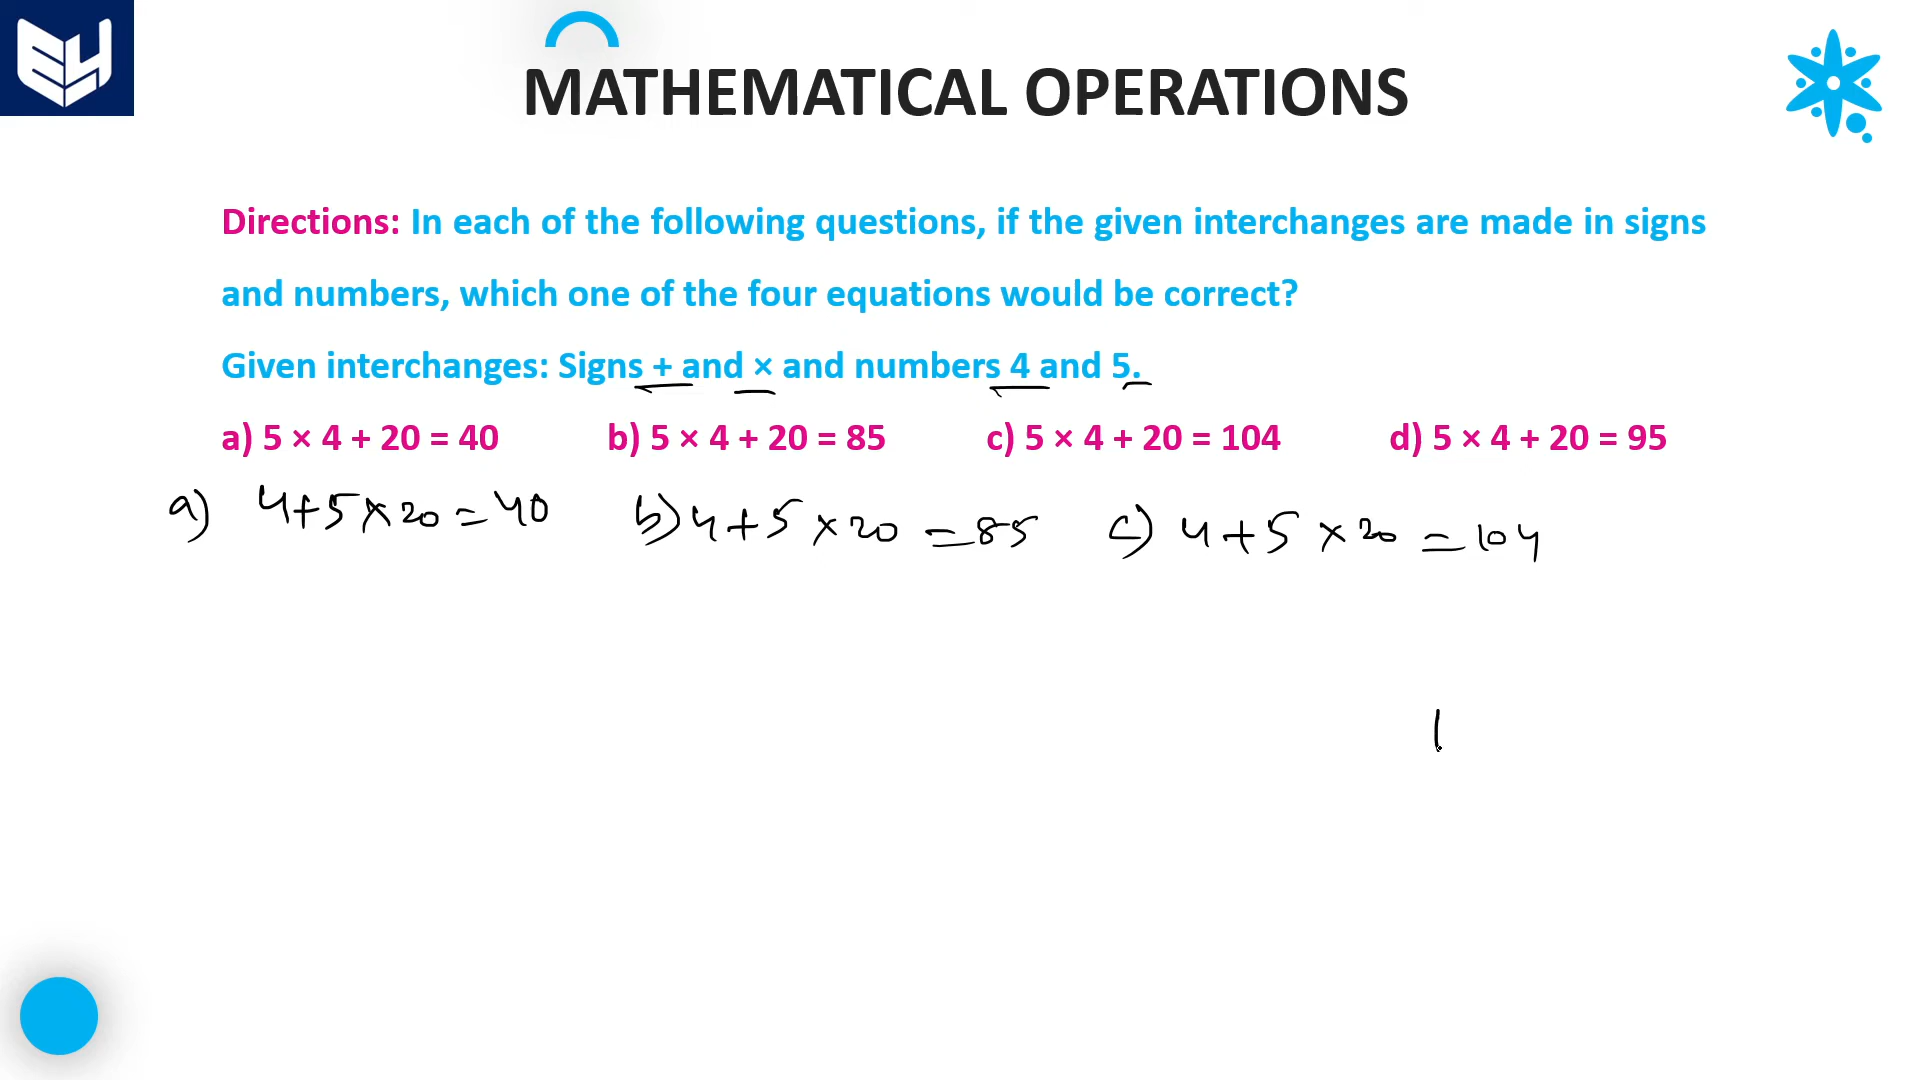 MATHEMATICAL OPERATIONS
Directions: In each of the following questions, if the given interchanges are made in signs
and numbers, which one of the four equations would be correct?
Given interchanges: Signs + and × and numbers 4 and 5.
a) 5 × 4 + 20 = 40 b) 5 × 4 + 20 = 85 c) 5 × 4 + 20 = 104 d) 5 × 4 + 20 = 95
a) 4+5×20=40 b) 4+5×20=85 c) 4+5×20=104